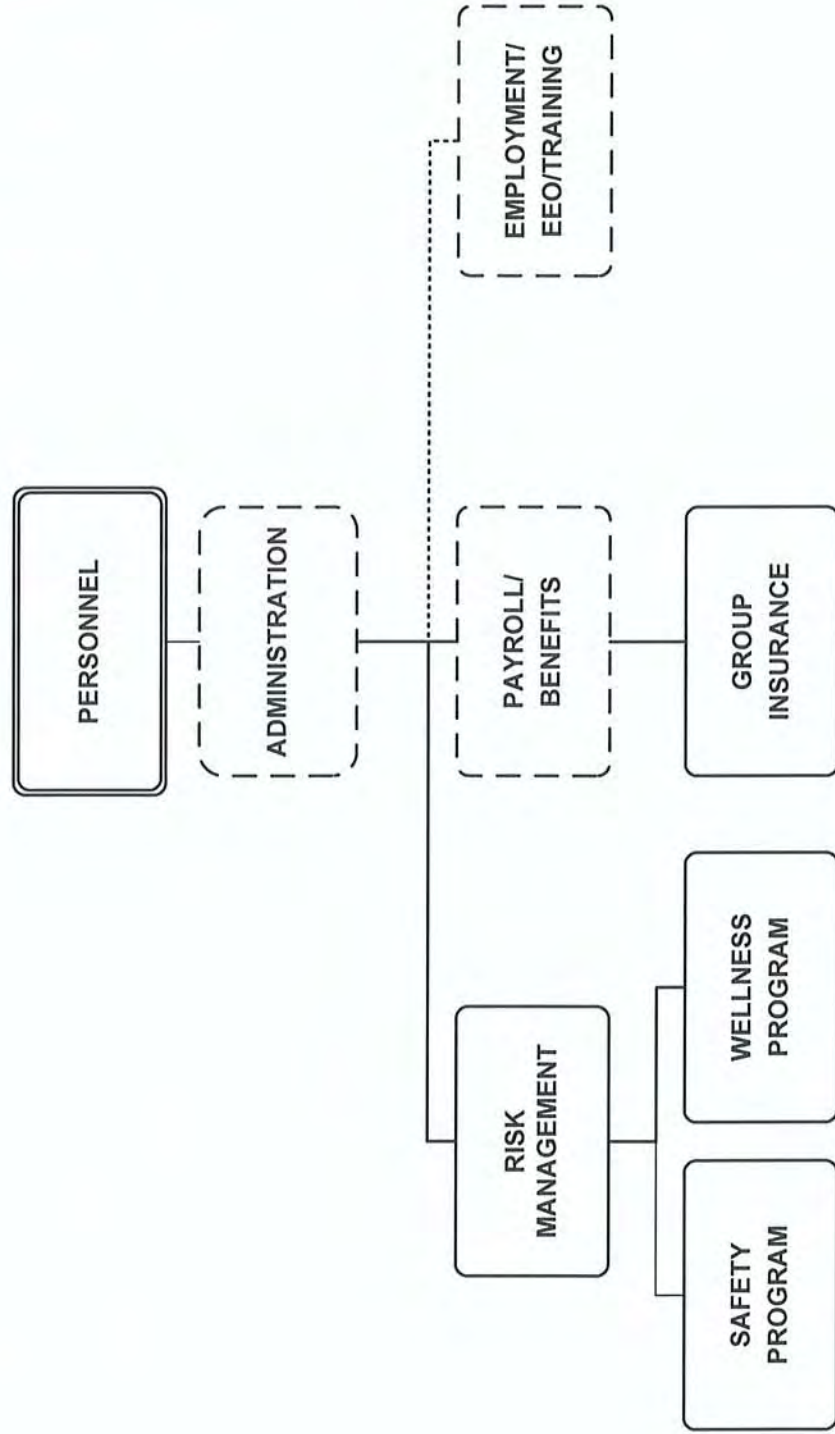 PERSONNEL
ADMINISTRATION
RISK
MANAGEMENT
PAYROLL/
BENEFITS
EMPLOYMENT/
EEO/TRAINING
SAFETY
PROGRAM
WELLNESS
PROGRAM
GROUP
INSURANCE